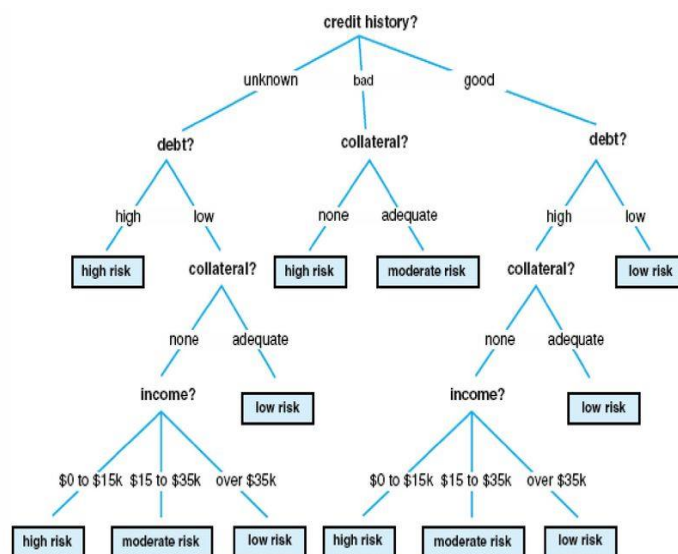 credit history?
unknown bad good
debt? collateral? debt?
high low none adequate high low
high risk collateral? high risk moderate risk collateral? low risk
none adequate none adequate
income? low risk income? low risk
$0 to $15k $15 to $35k over $35k $0 to $15k $15 to $35k over $35k
high risk moderate risk low risk high risk moderate risk low risk